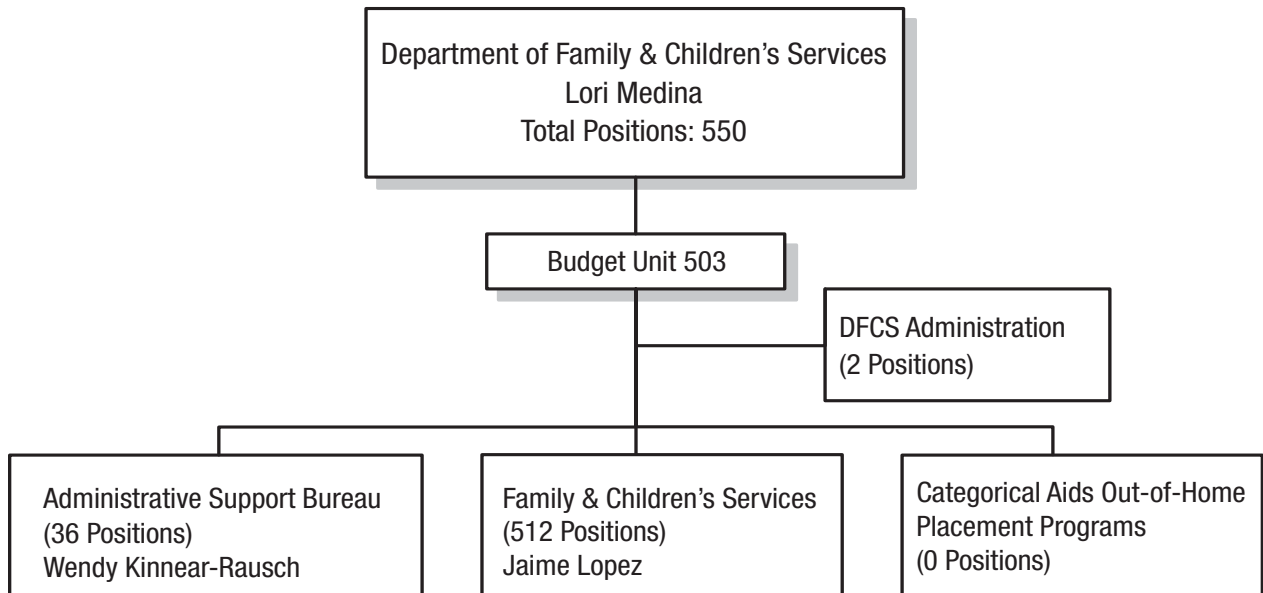 Department of Family & Children’s Services
Lori Medina
Total Positions: 550
Budget Unit 503
DFCS Administration
(2 Positions)
Administrative Support Bureau
(36 Positions)
Wendy Kinnear-Rausch
Family & Children’s Services
(512 Positions)
Jaime Lopez
Categorical Aids Out-of-Home
Placement Programs
(0 Positions)